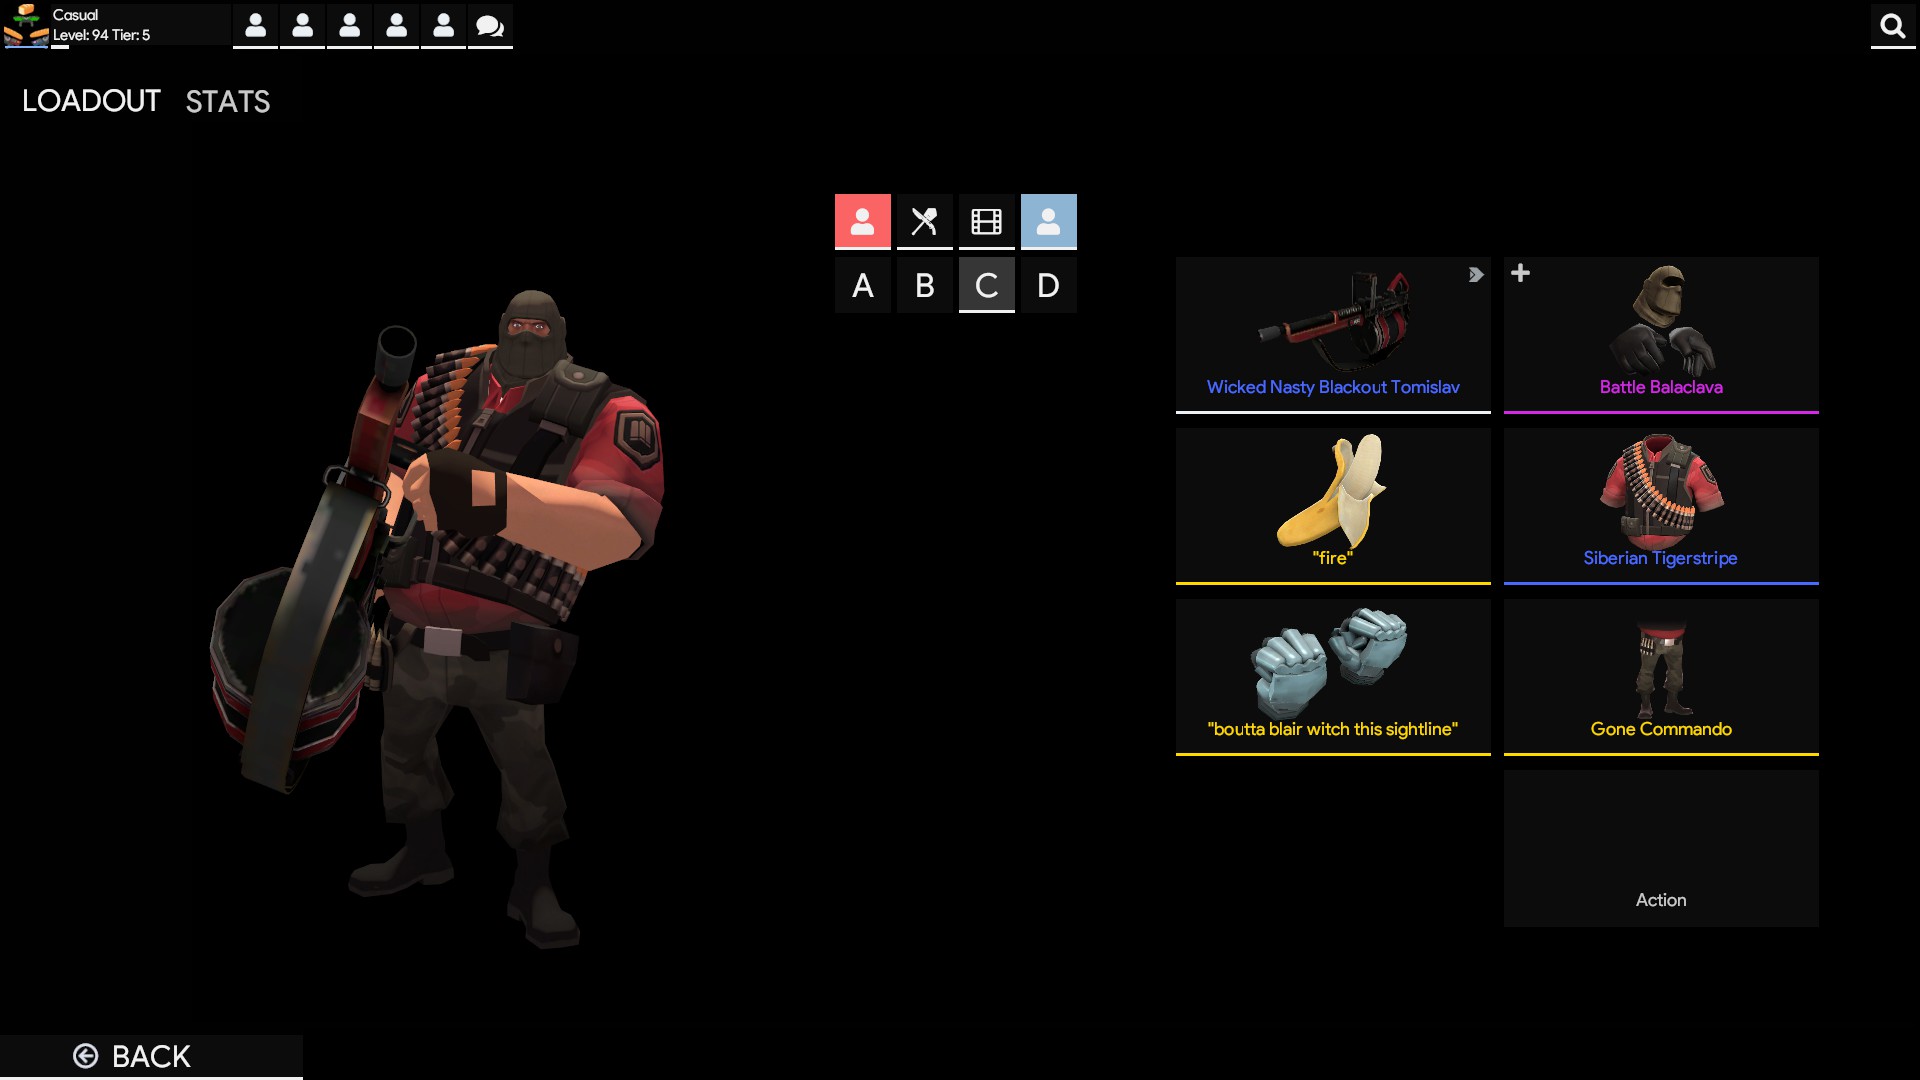 Casual
Level: 94 Tier: 5
LOADOUT STATS
A B C D
Wicked Nasty Blackout Tomislav
Battle Balaclava
"fire"
Siberian Tigerstripe
"boutta blair witch this sightline"
Gone Commando
Action
BACK